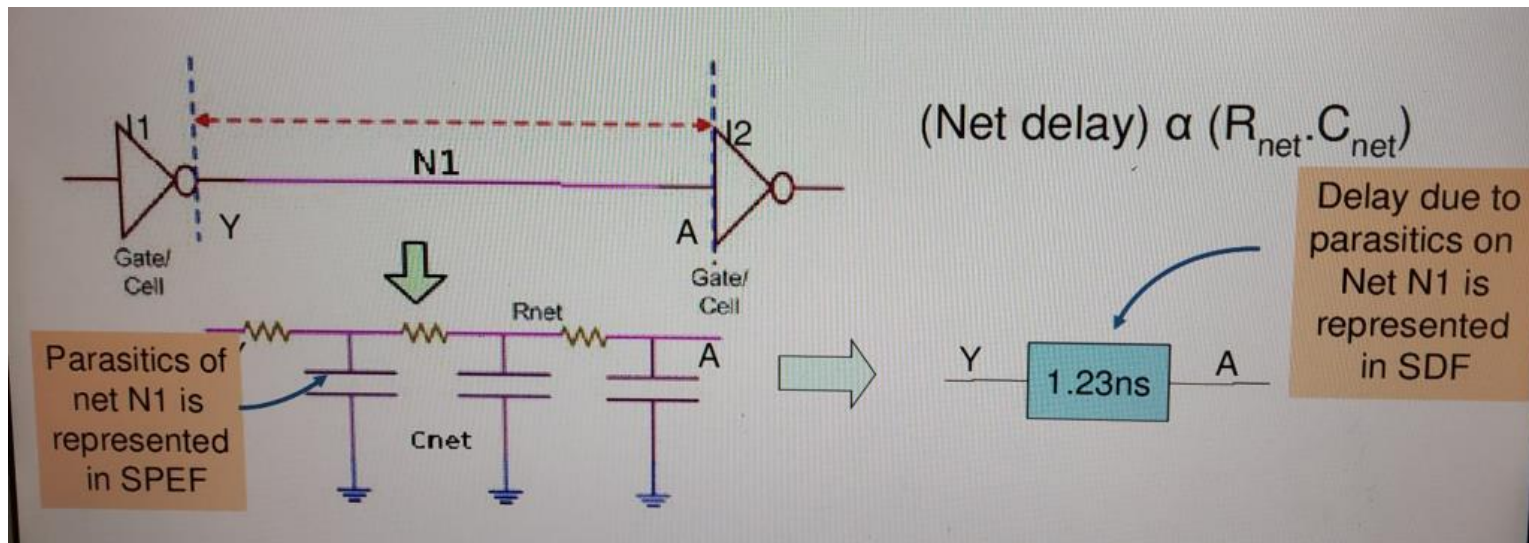 I1
I2
N1
(Net delay) α (Rnet.Cnet)
Y
A
Gate/
Cell
Gate/
Cell
Delay due to
parasitics on
Net N1 is
represented
in SDF
Rnet
Parasitics of
net N1 is
represented
in SPEF
A
Cnet
Y
1.23ns
A